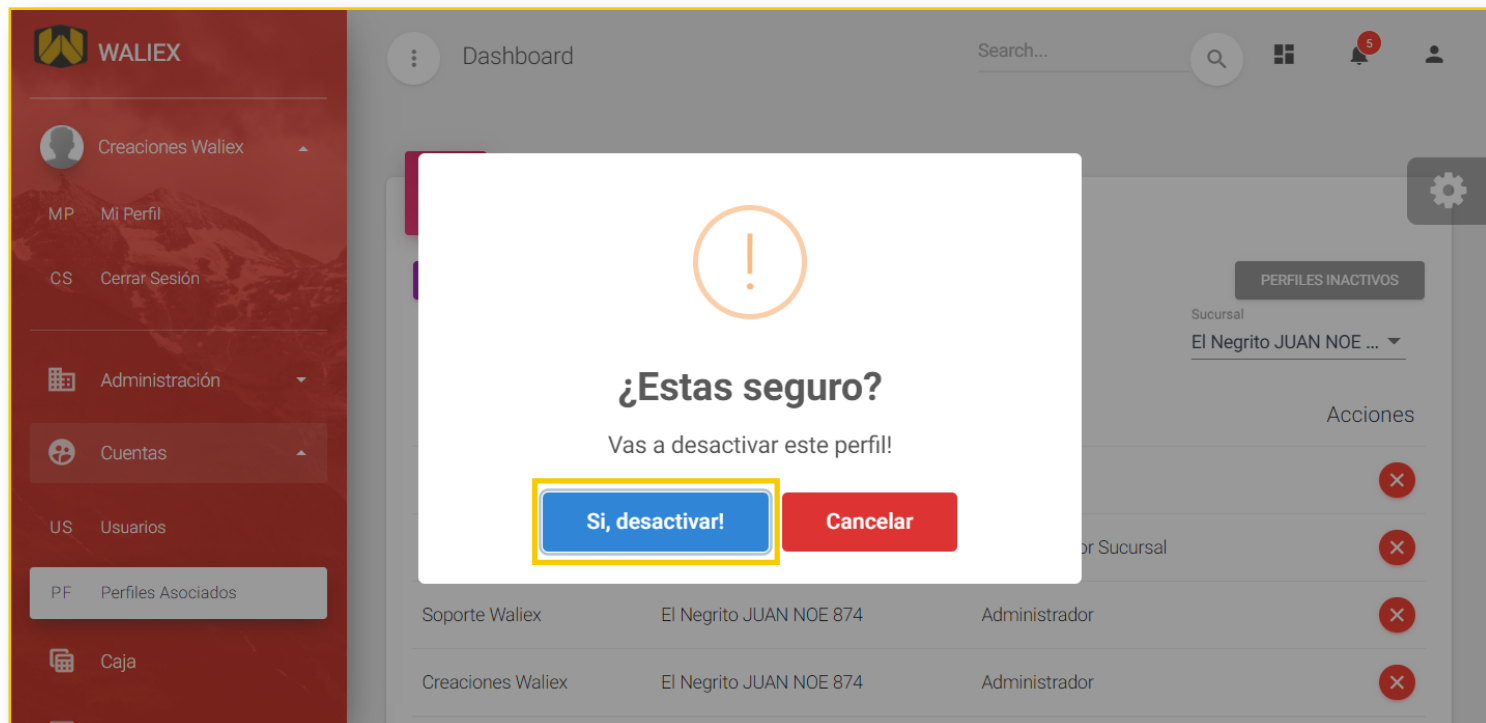 WALIEX
Dashboard
Search...
5
Creaciones Waliex
MP Mi Perfil
CS Cerrar Sesión
PERFILES INACTIVOS
Sucursal
El Negrito JUAN NOE ...
Administración
¿Estas seguro?
Acciones
Cuentas
Vas a desactivar este perfil!
Si, desactivar!
Cancelar
US Usuarios
Sucursal
PF Perfiles Asociados
Soporte Waliex El Negrito JUAN NOE 874 Administrador
Caja
Creaciones Waliex El Negrito JUAN NOE 874 Administrador